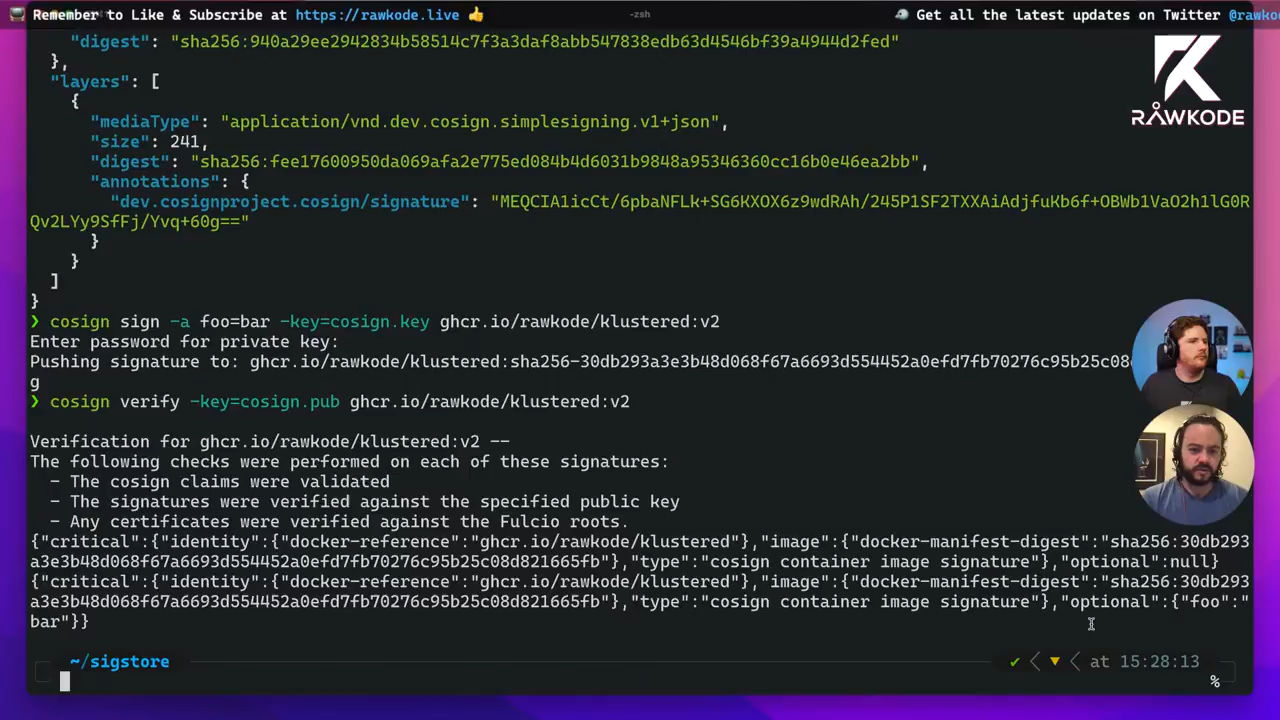 Remember to Like & Subscribe at https://rawkode.live 👍
-zsh
Get all the latest updates on Twitter @rawko
"digest": "sha256:940a29ee2942834b58514c7f3a3daf8abb547838edb63d4546bf39a4944d2fed"
},
"layers": [
{
"mediaType": "application/vnd.dev.cosign.simplesigning.v1+json",
"size": 241,
"digest": "sha256:fee17600950da069afa2e775ed084b4d6031b9848a95346360cc16b0e46ea2bb",
"annotations": {
"dev.cosignproject.cosign/signature": "MEQCIA1icCt/6pbaNFLk+SG6KXOX6z9wdRAh/245P1SF2TXXAiAdjfuKb6f+OBWb1VaO2h1lG0R
Qv2LYy9SfFj/Yvq+60g=="
}
}
]
}
❯ cosign sign -a foo=bar -key=cosign.key ghcr.io/rawkode/klustered:v2
Enter password for private key:
Pushing signature to: ghcr.io/rawkode/klustered:sha256-30db293a3e3b48d068f67a6693d554452a0efd7fb70276c95b25c08
g
❯ cosign verify -key=cosign.pub ghcr.io/rawkode/klustered:v2
Verification for ghcr.io/rawkode/klustered:v2 --
The following checks were performed on each of these signatures:
- The cosign claims were validated
- The signatures were verified against the specified public key
- Any certificates were verified against the Fulcio roots.
{"critical":{"identity":{"docker-reference":"ghcr.io/rawkode/klustered"},"image":{"docker-manifest-digest":"sha256:30db293
a3e3b48d068f67a6693d554452a0efd7fb70276c95b25c08d821665fb"},"type":"cosign container image signature"},"optional":null}
{"critical":{"identity":{"docker-reference":"ghcr.io/rawkode/klustered"},"image":{"docker-manifest-digest":"sha256:30db293
a3e3b48d068f67a6693d554452a0efd7fb70276c95b25c08d821665fb"},"type":"cosign container image signature"},"optional":{"foo":"
bar"}}
~/sigstore
✔ < ▼ < at 15:28:13
%
RAWKODE